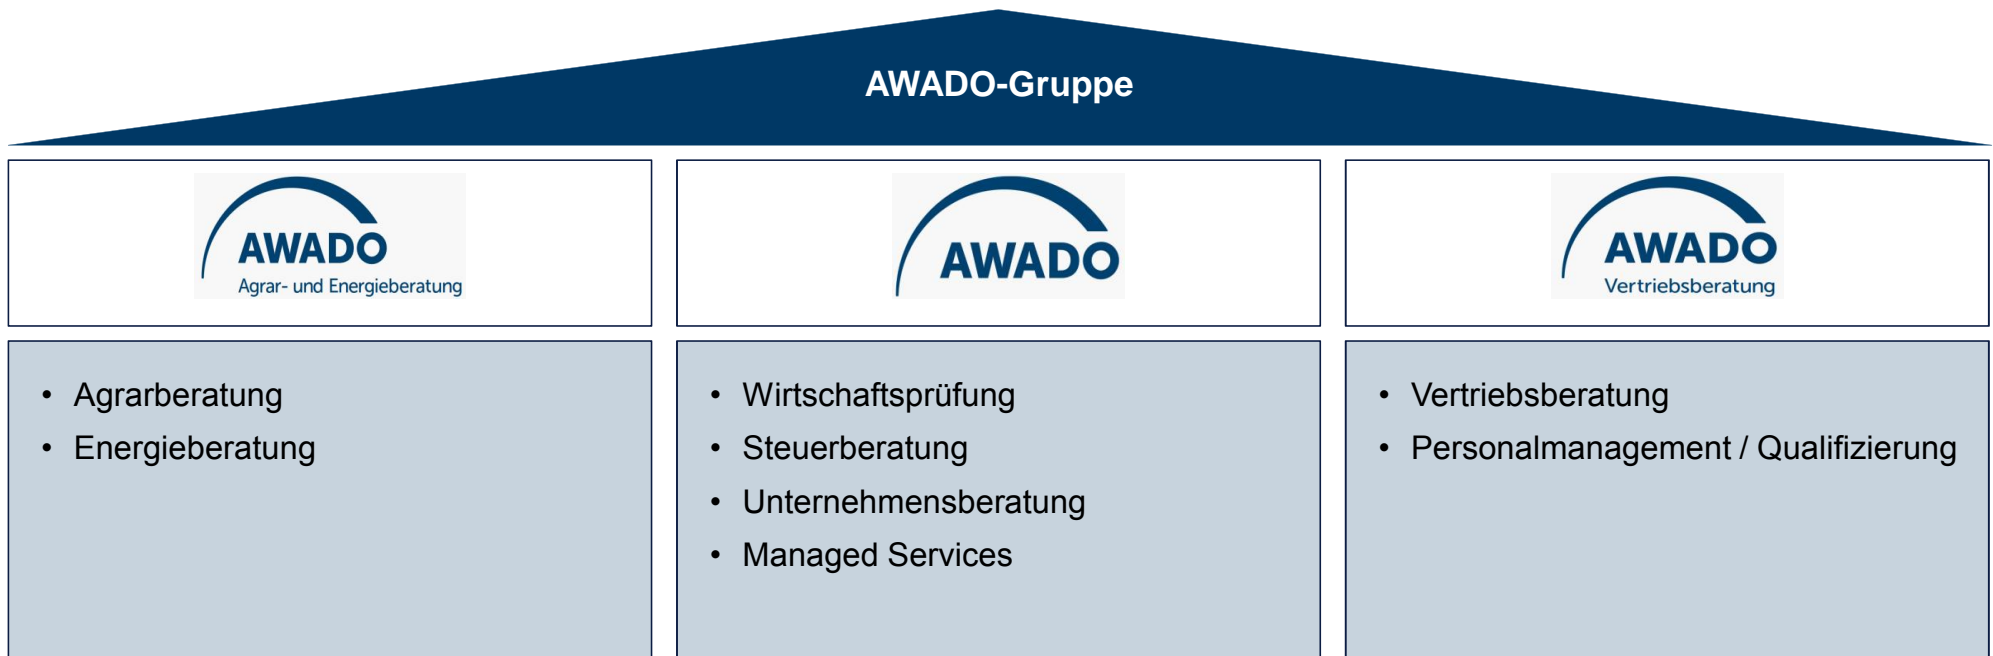 AWADO-Gruppe
AWADO
Agrar- und Energieberatung
AWADO
AWADO
Vertriebsberatung
• Agrarberatung
• Energieberatung
• Wirtschaftsprüfung
• Steuerberatung
• Unternehmensberatung
• Managed Services
• Vertriebsberatung
• Personalmanagement / Qualifizierung